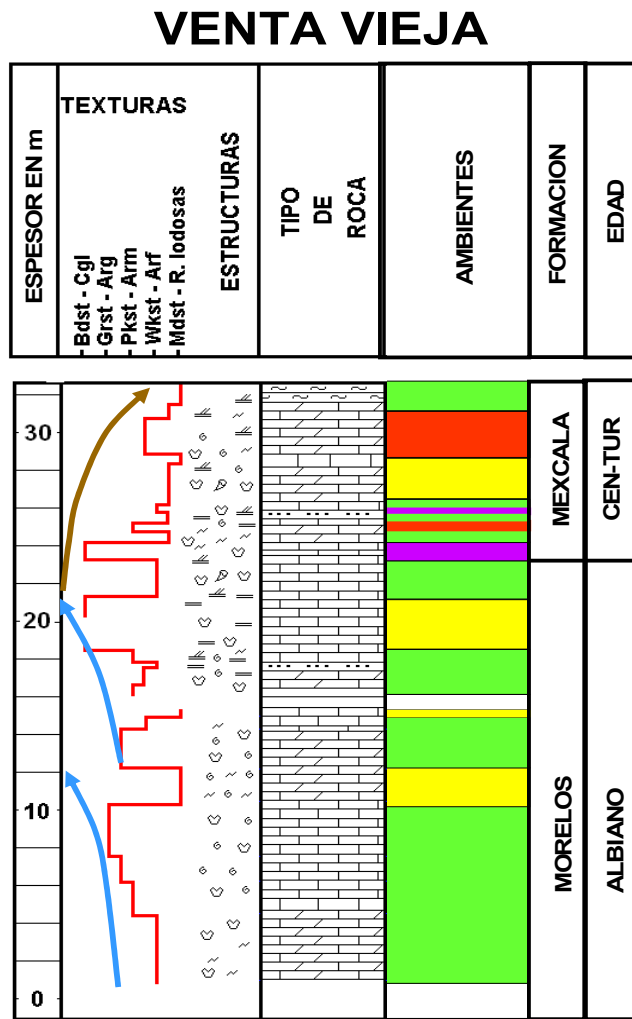 VENTA VIEJA
ESPESOR EN m
TEXTURAS
Bdst - Cgl
Grst - Arg
Pkst - Arm
Wkst - Arf
Mdst - R. lodosas
ESTRUCTURAS
TIPO
DE
ROCA
AMBIENTES
FORMACION
EDAD
30
20
10
0
MEXCALA
CEN-TUR
MORELOS
ALBIANO